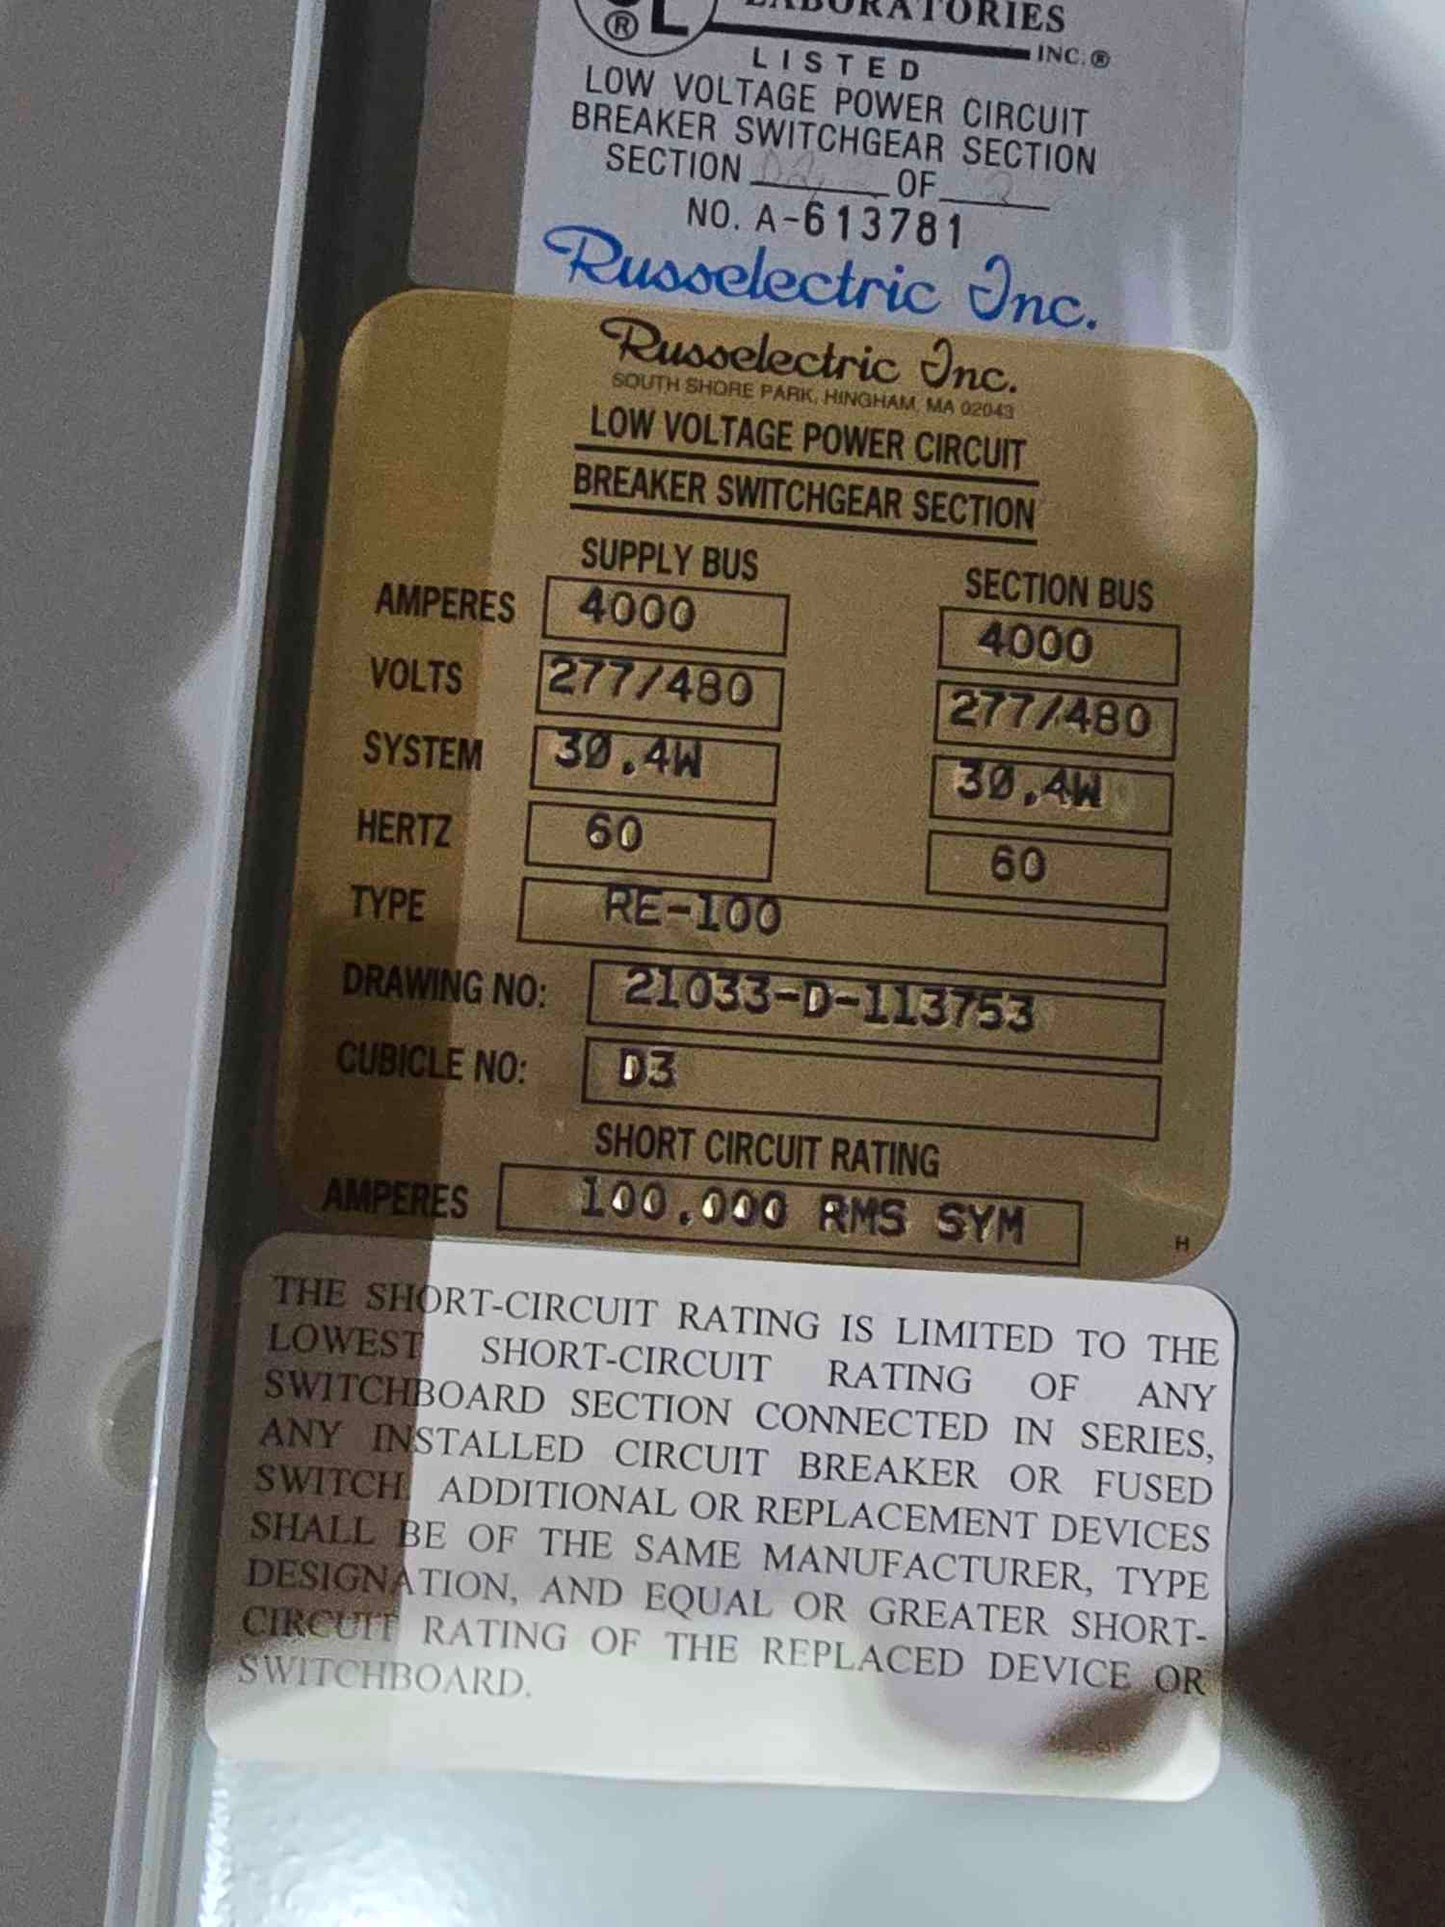 ® UL LABORATORIES
INC.®
LISTED
LOW VOLTAGE POWER CIRCUIT
BREAKER SWITCHGEAR SECTION
SECTION OF
NO. A-613781
Russelectric Inc.
Russelectric Inc.
SOUTH SHORE PARK, HINGHAM, MA 02043
LOW VOLTAGE POWER CIRCUIT
BREAKER SWITCHGEAR SECTION
SUPPLY BUS SECTION BUS
AMPERES 4000 4000
VOLTS 277/480 277/480
SYSTEM 3Ø.4W 3Ø.4W
HERTZ 60 60
TYPE RE-100
DRAWING NO: 21033-D-113753
CUBICLE NO: D3
SHORT CIRCUIT RATING
AMPERES 100.000 RMS SYM
H
THE SHORT-CIRCUIT RATING IS LIMITED TO THE
LOWEST SHORT-CIRCUIT RATING OF ANY
SWITCHBOARD SECTION CONNECTED IN SERIES,
ANY INSTALLED CIRCUIT BREAKER OR FUSED
SWITCH. ADDITIONAL OR REPLACEMENT DEVICES
SHALL BE OF THE SAME MANUFACTURER, TYPE
DESIGNATION, AND EQUAL OR GREATER SHORT-
CIRCUIT RATING OF THE REPLACED DEVICE OR
SWITCHBOARD.